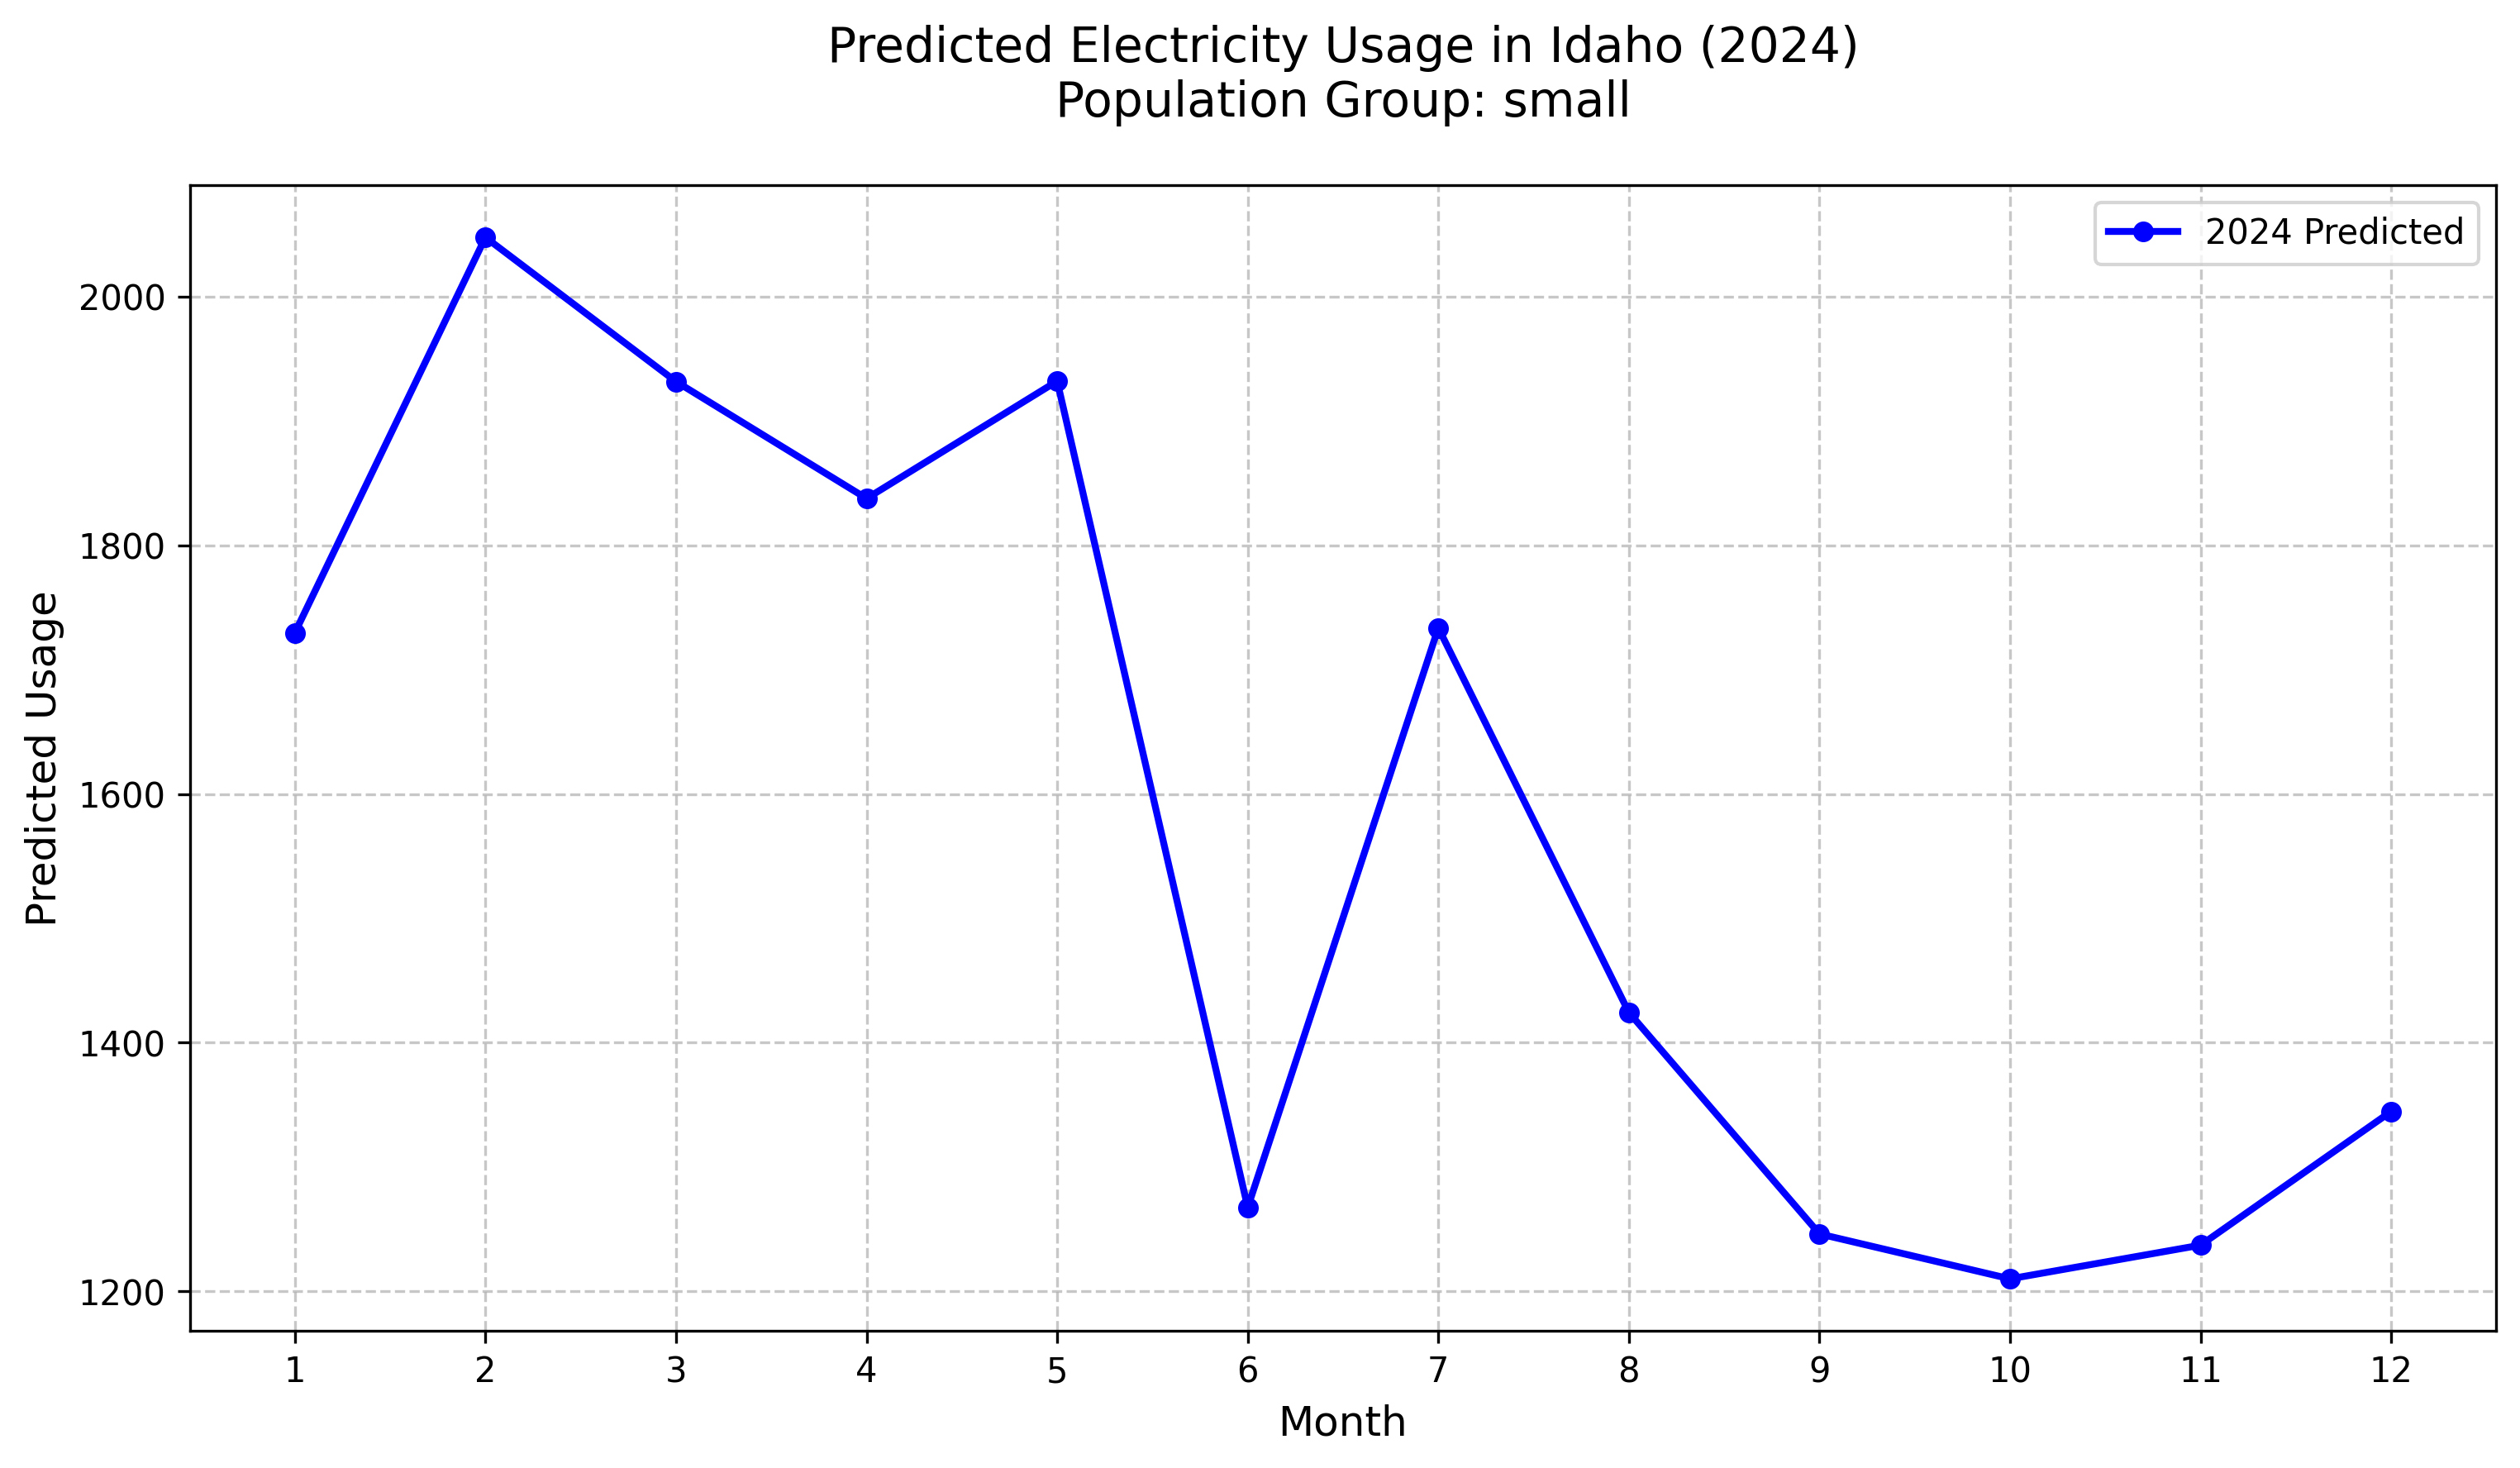 Predicted Electricity Usage in Idaho (2024)
Population Group: small
2024 Predicted
Predicted Usage
2000
1800
1600
1400
1200
1 2 3 4 5 6 7 8 9 10 11 12
Month